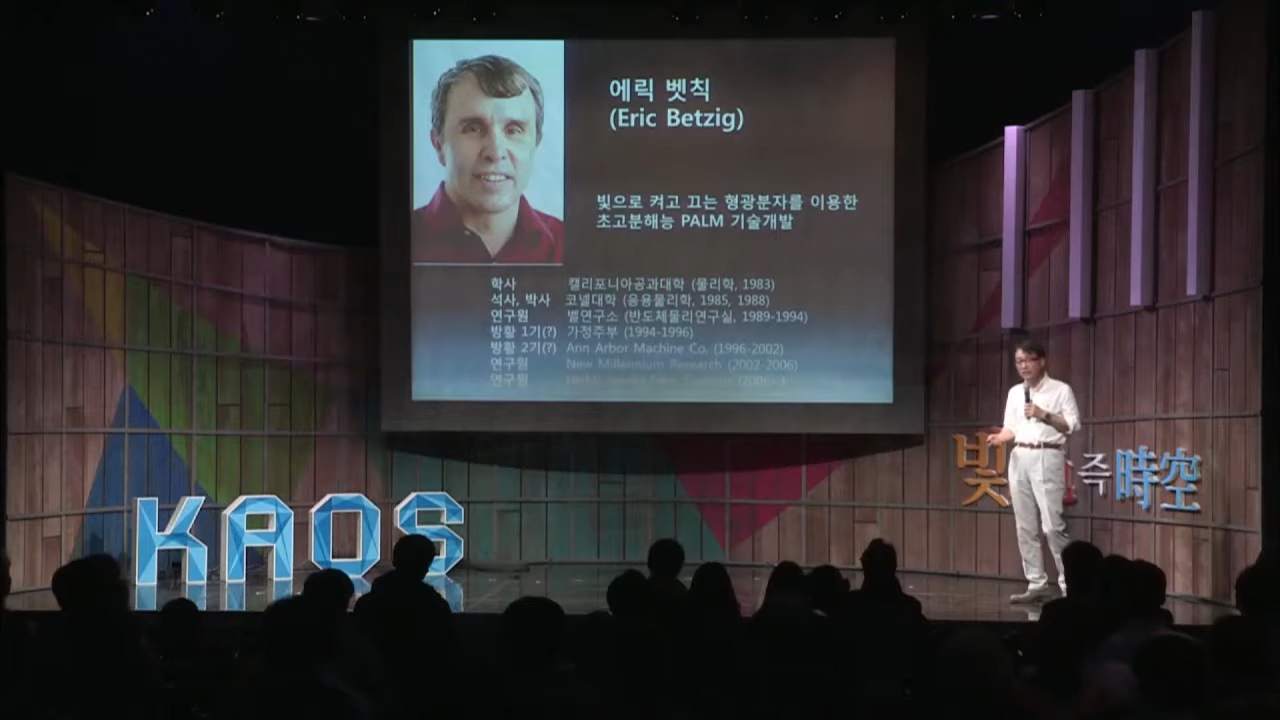 에릭 벳칙
(Eric Betzig)
빛으로 켜고 끄는 형광분자를 이용한
초고분해능 PALM 기술개발
학사 캘리포니아공과대학 (물리학, 1983)
석사, 박사 코넬대학 (응용물리학, 1985, 1988)
연구원 벨연구소 (반도체물리연구실, 1989-1994)
방황 1기(?) 가정주부 (1994-1996)
방황 2기(?) Ann Arbor Machine Co. (1996-2002)
연구원 New Millennium Research (2002-2006)
연구원
KAOS
빛 즉 時空